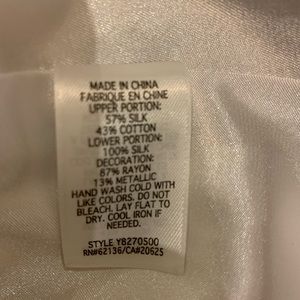 MADE IN CHINA
FABRIQUE EN CHINE
UPPER PORTION:
57% SILK
43% COTTON
LOWER PORTION:
100% SILK
DECORATION:
87% RAYON
13% METALLIC
HAND WASH COLD WITH
LIKE COLORS. DO NOT
BLEACH. LAY FLAT TO
DRY. COOL IRON IF
NEEDED.
STYLE Y8270500
RN#62136/CA#20625